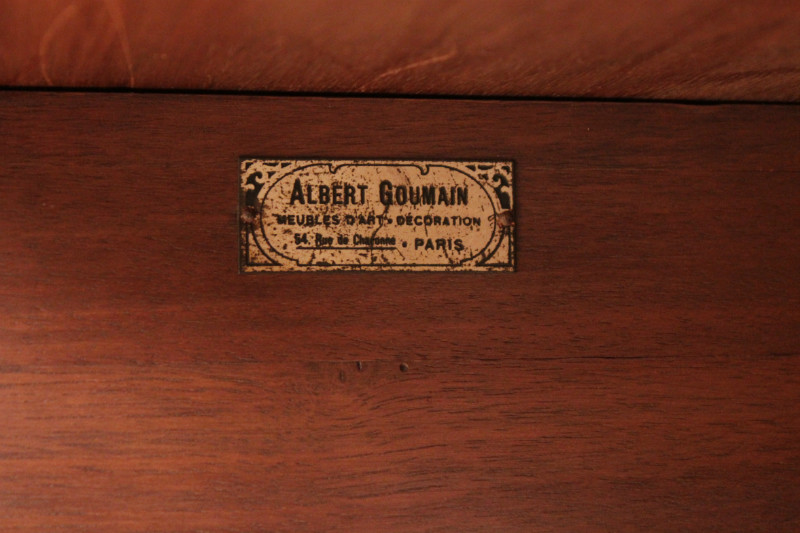 ALBERT GOUMAIN
MEUBLES D'ART - DÉCORATION
54, Rue de Charonne • PARIS